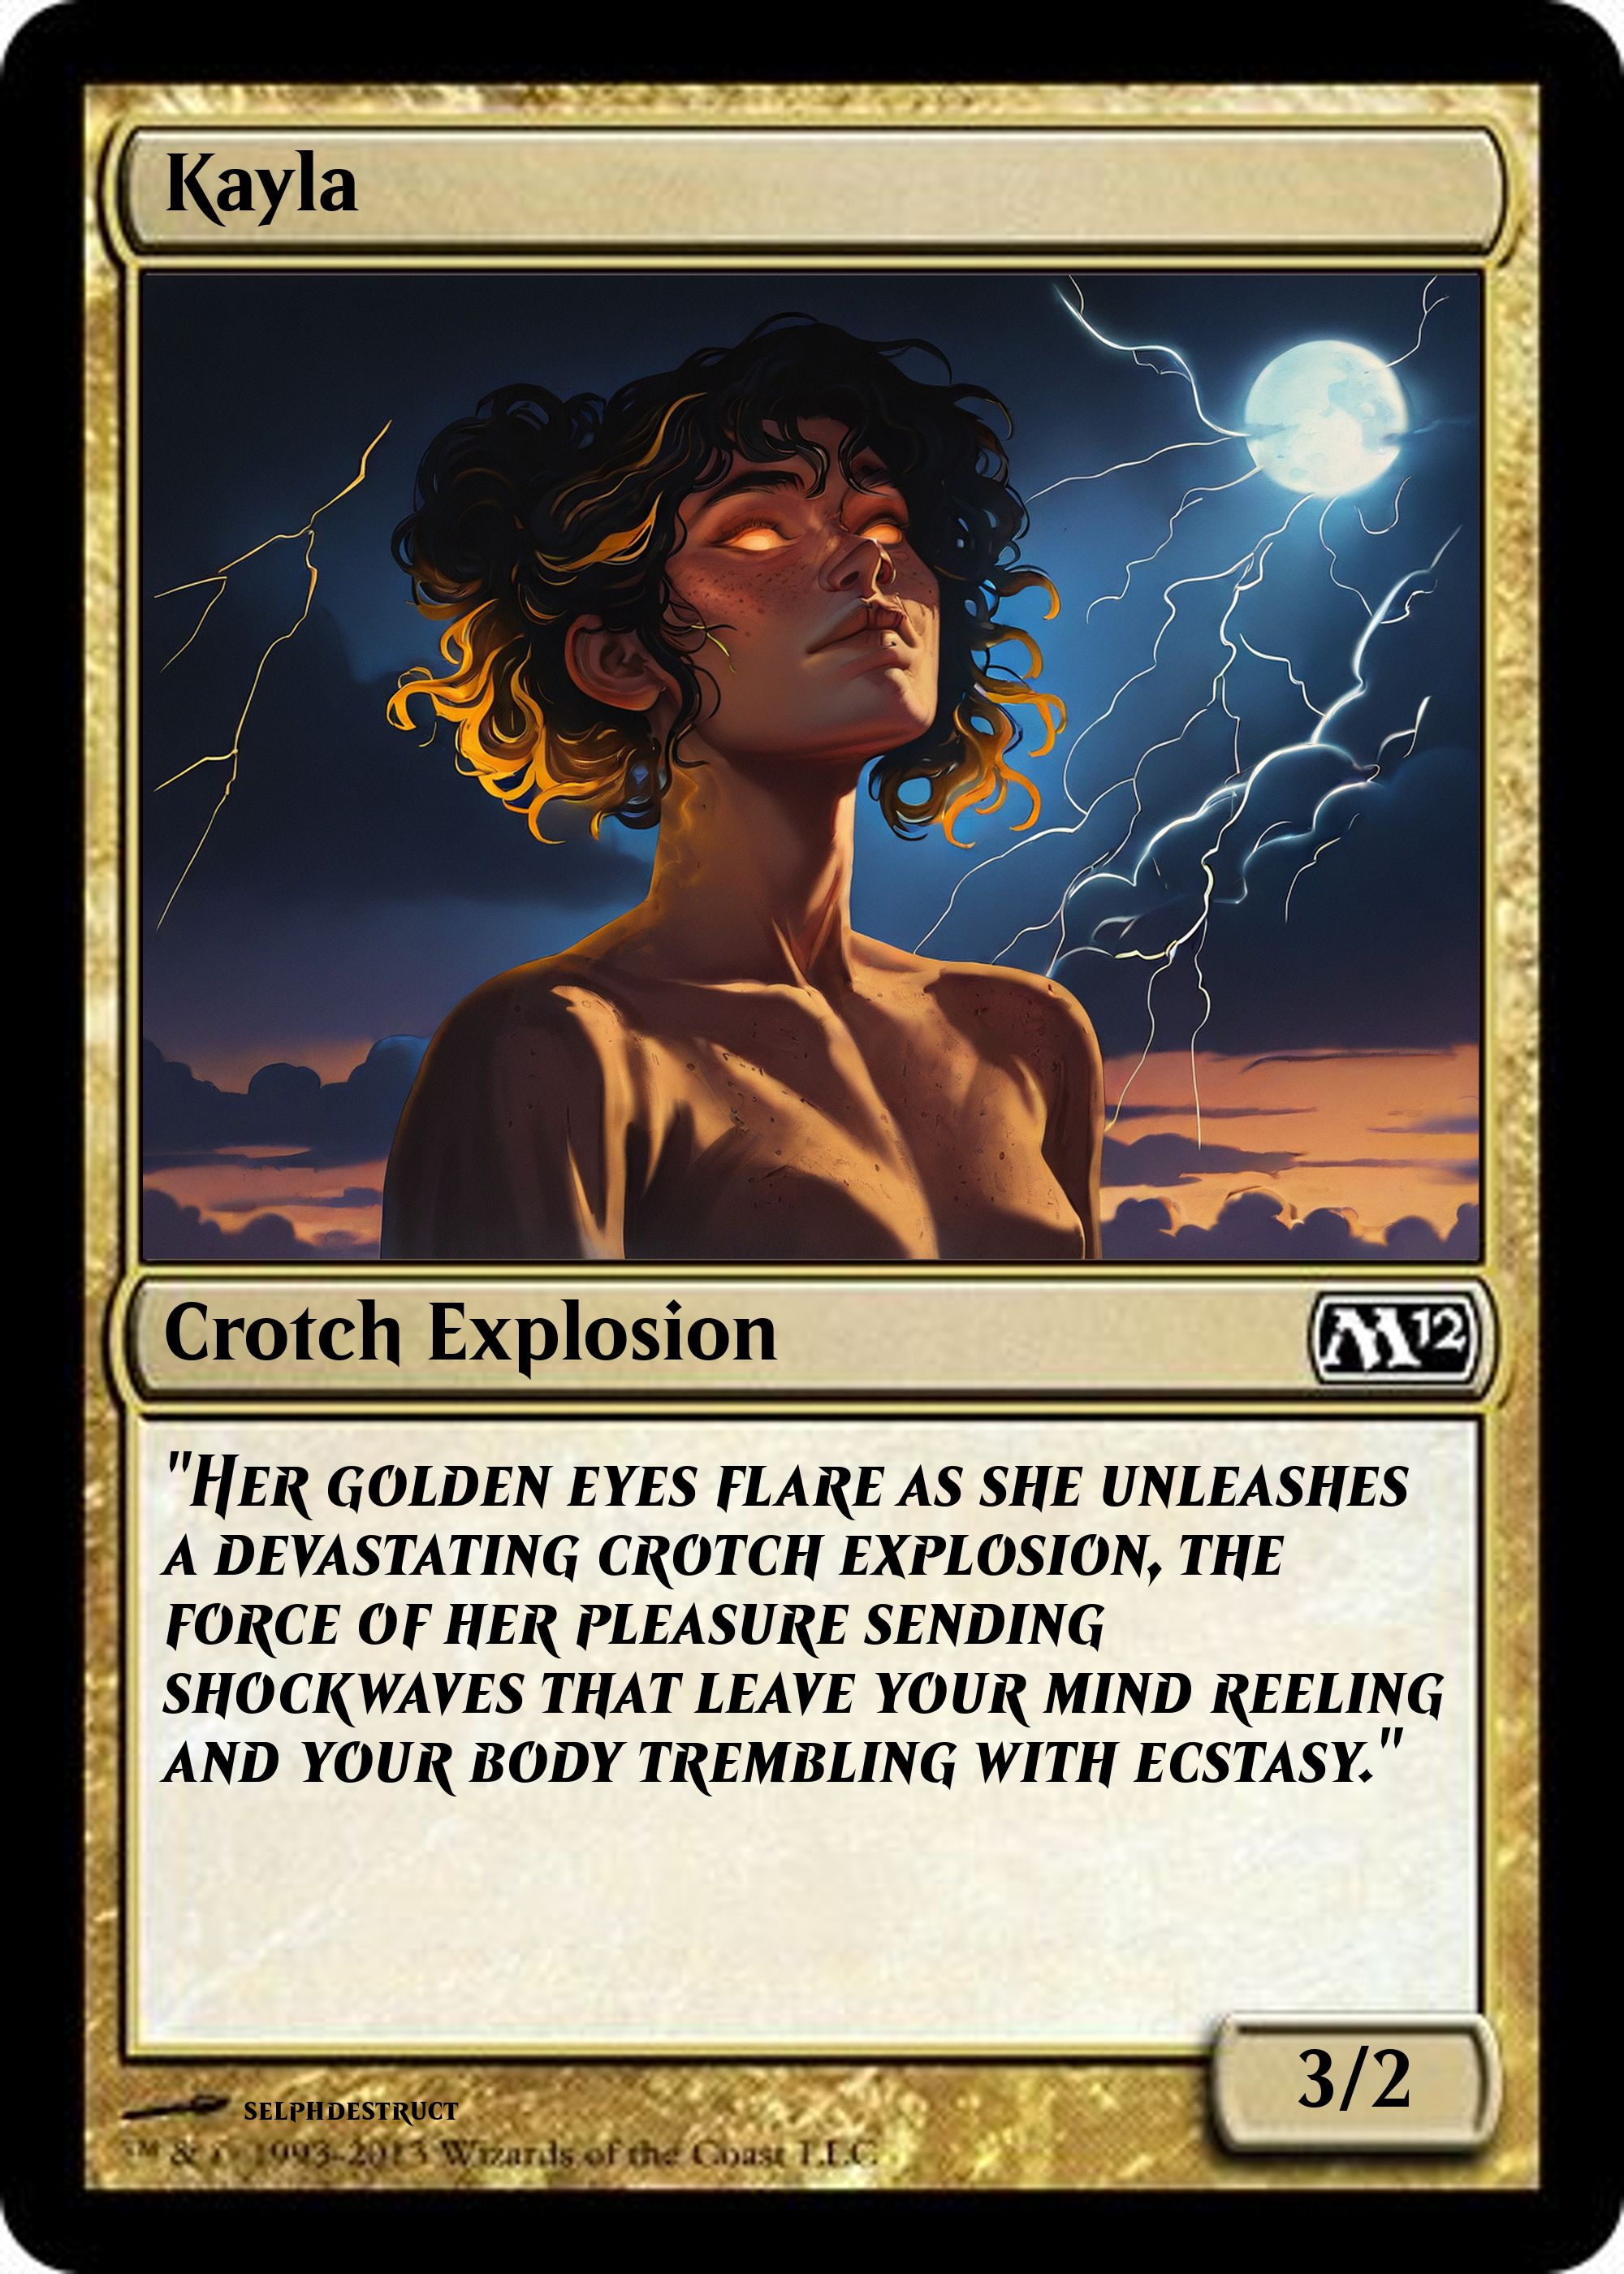 Kayla
Crotch Explosion
M12
"HER GOLDEN EYES FLARE AS SHE UNLEASHES
A DEVASTATING CROTCH EXPLOSION, THE
FORCE OF HER PLEASURE SENDING
SHOCKWAVES THAT LEAVE YOUR MIND REELING
AND YOUR BODY TREMBLING WITH ECSTASY."
3/2
SELPHDESTRUCT
™ & © 1993-2013 Wizards of the Coast LLC